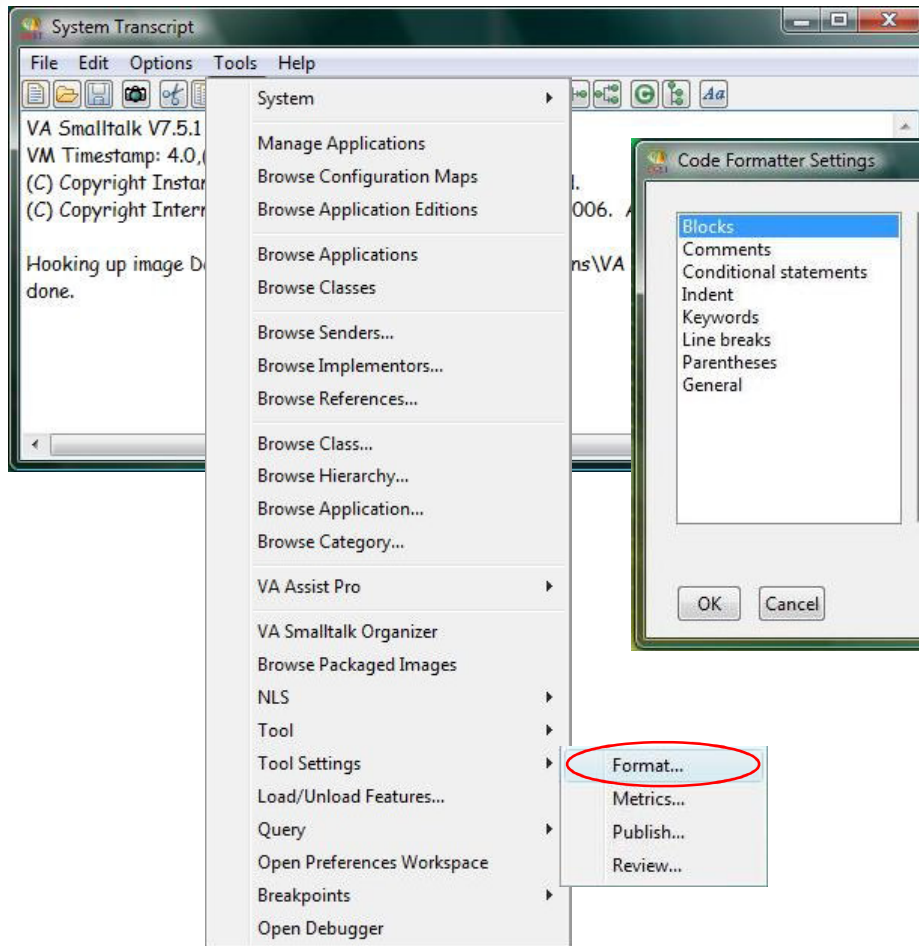 System Transcript
File Edit Options Tools Help
Aa
VA Smalltalk V7.5.1
VM Timestamp: 4.0,
(C) Copyright
(C) Copyright
006.
Hooking up image
ns\VA
done.
System
Manage Applications
Browse Configuration Maps
Browse Application Editions
Browse Applications
Browse Classes
Browse Senders...
Browse Implementors...
Browse References...
Browse Class...
Browse Hierarchy...
Browse Application...
Browse Category...
VA Assist Pro
VA Smalltalk Organizer
Browse Packaged Images
NLS
Tool
Tool Settings
Load/Unload Features...
Query
Open Preferences Workspace
Breakpoints
Open Debugger
Format...
Metrics...
Publish...
Review...
Code Formatter Settings
Blocks
Comments
Conditional statements
Indent
Keywords
Line breaks
Parentheses
General
OK Cancel